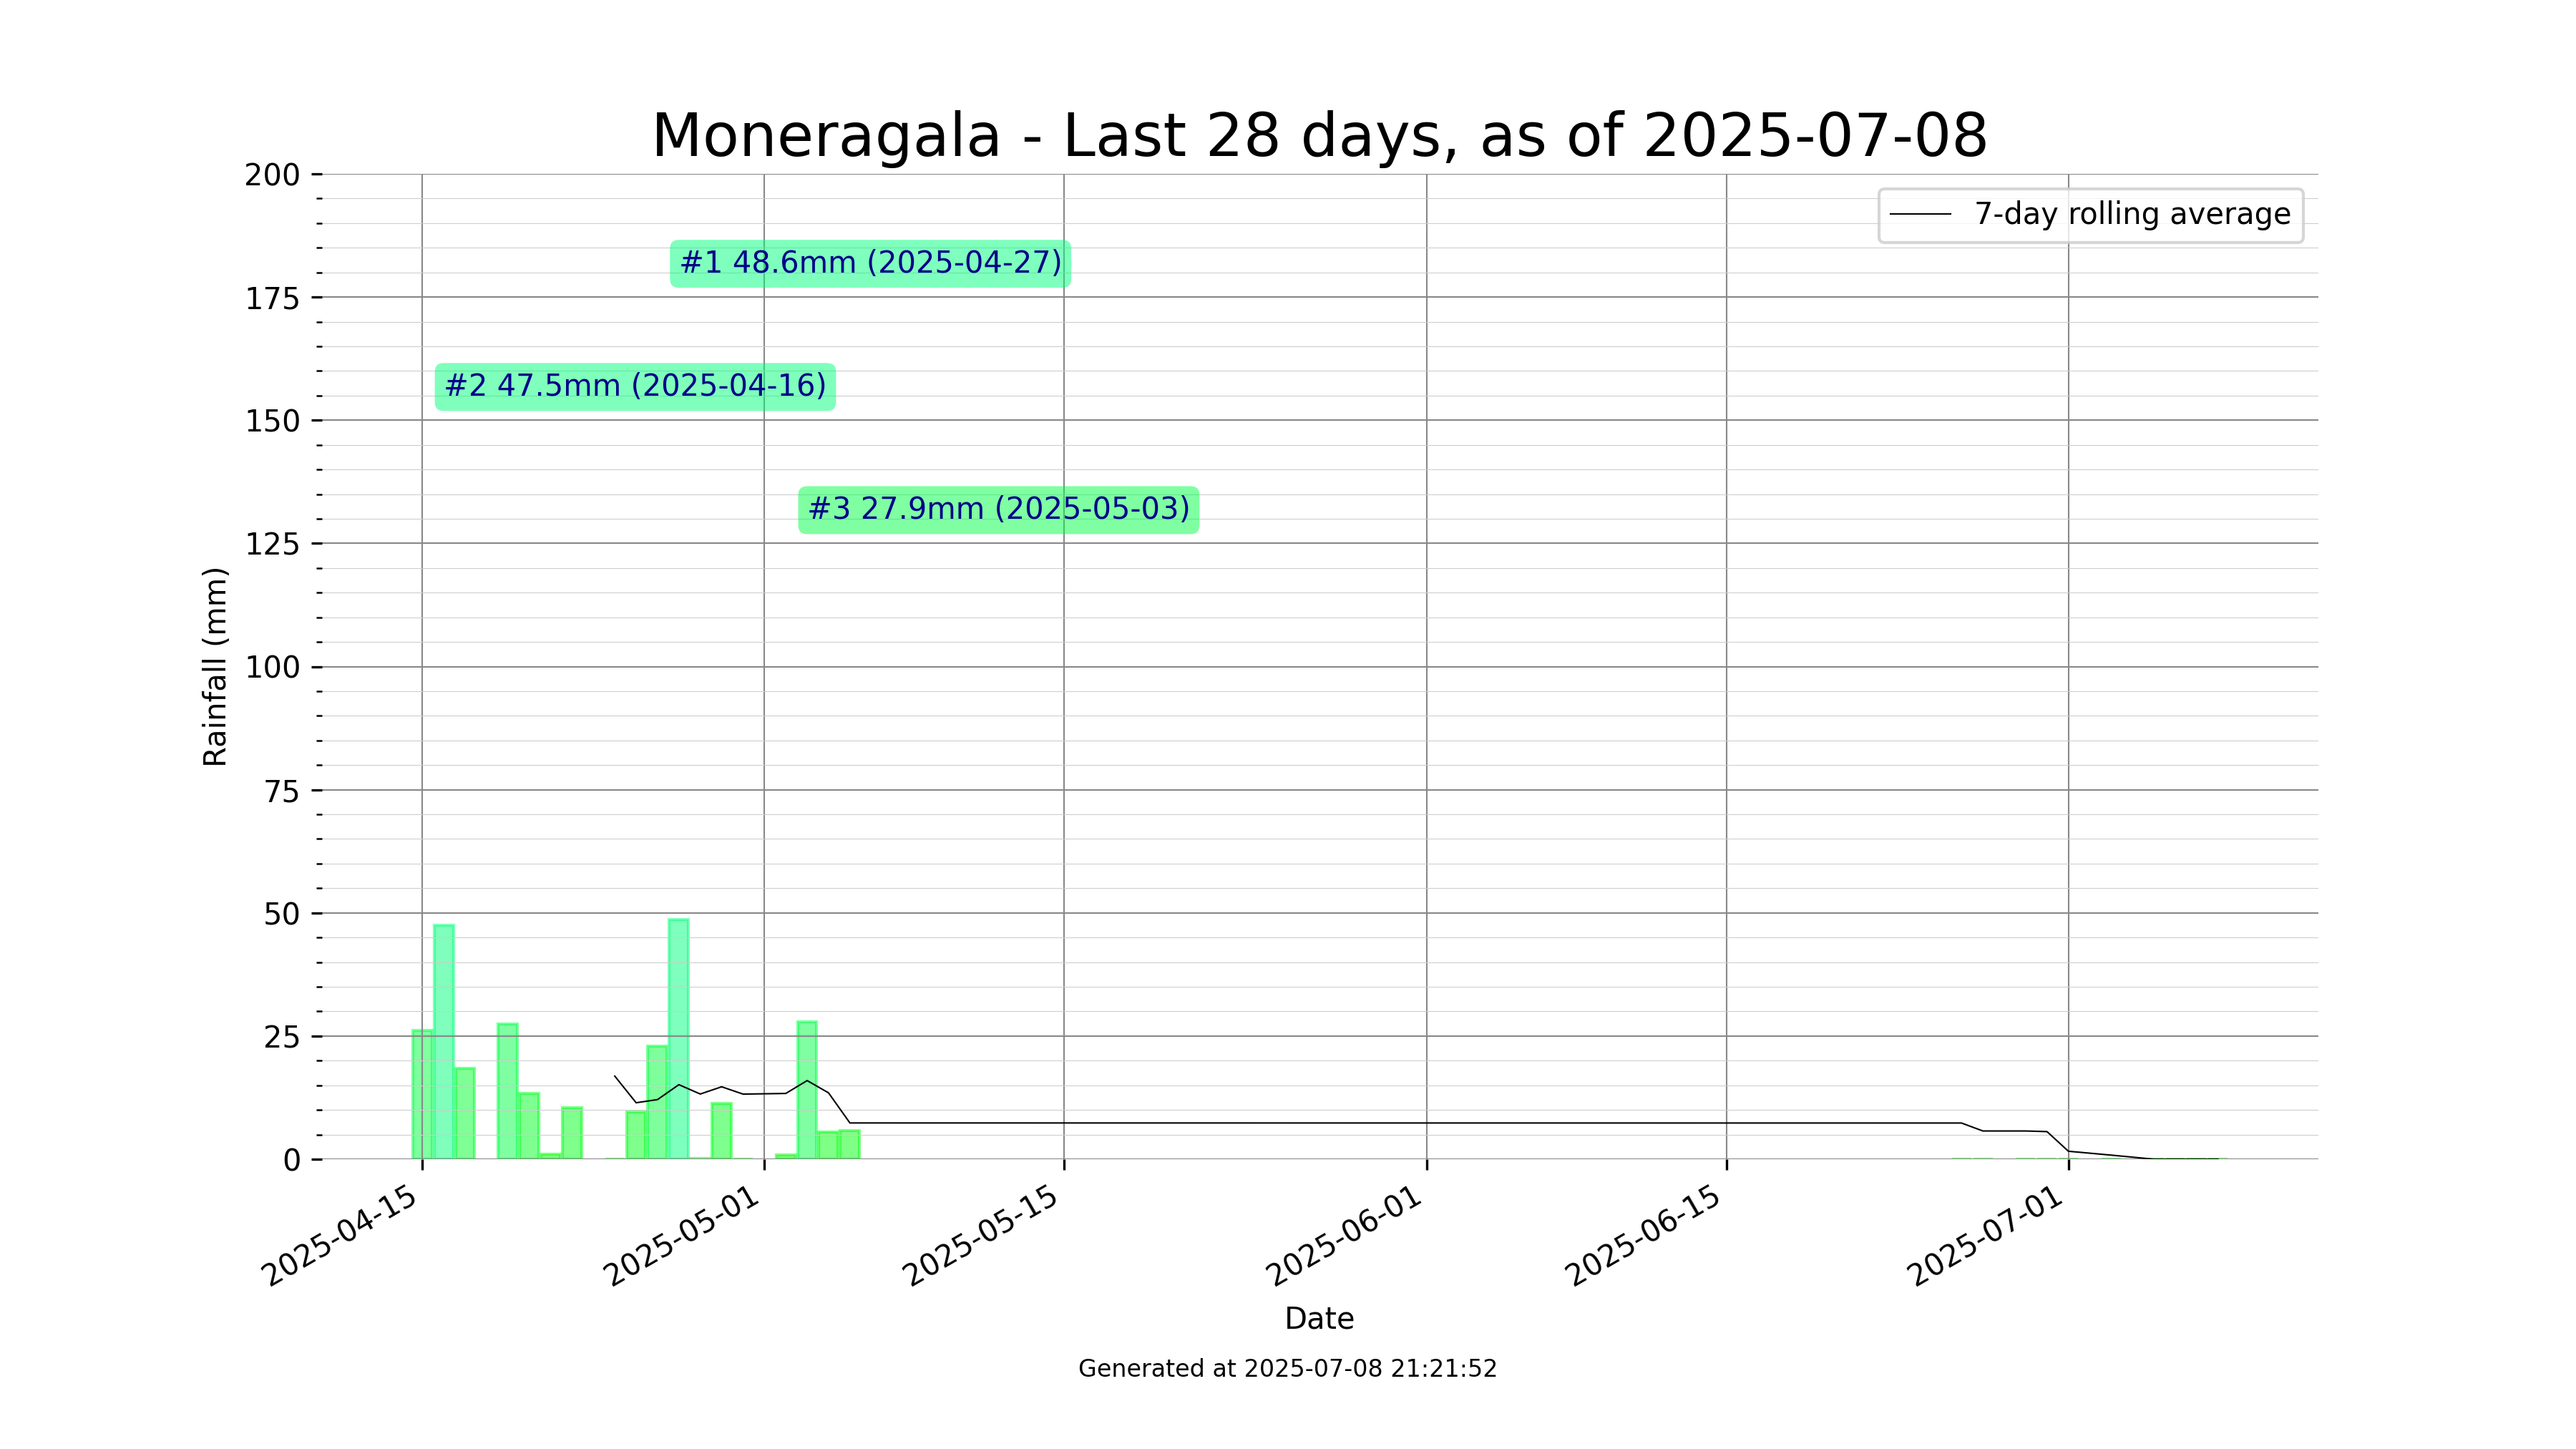 Moneragala - Last 28 days, as of 2025-07-08
7-day rolling average
#1 48.6mm (2025-04-27)
#2 47.5mm (2025-04-16)
#3 27.9mm (2025-05-03)
Rainfall (mm)
200
175
150
125
100
75
50
25
0
2025-04-15
2025-05-01
2025-05-15
2025-06-01
2025-06-15
2025-07-01
Date
Generated at 2025-07-08 21:21:52